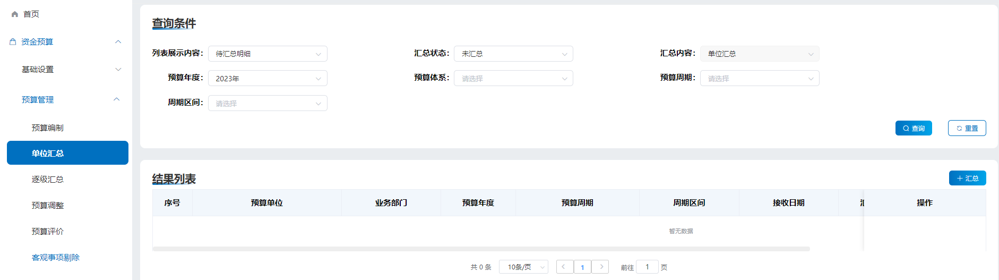 首页
资金预算
基础设置
预算管理
预算编制
单位汇总
逐级汇总
预算调整
预算评价
客观事项剔除
查询条件
列表展示内容： 待汇总明细 汇总状态： 未汇总 汇总内容： 单位汇总
预算年度： 2023年 预算体系： 请选择 预算周期： 请选择
周期区间： 请选择
查询 重置
结果列表 + 汇总
序号 预算单位 业务部门 预算年度 预算周期 周期区间 接收日期 操作
暂无数据
共 0 条 10条/页 < 1 > 前往 1 页